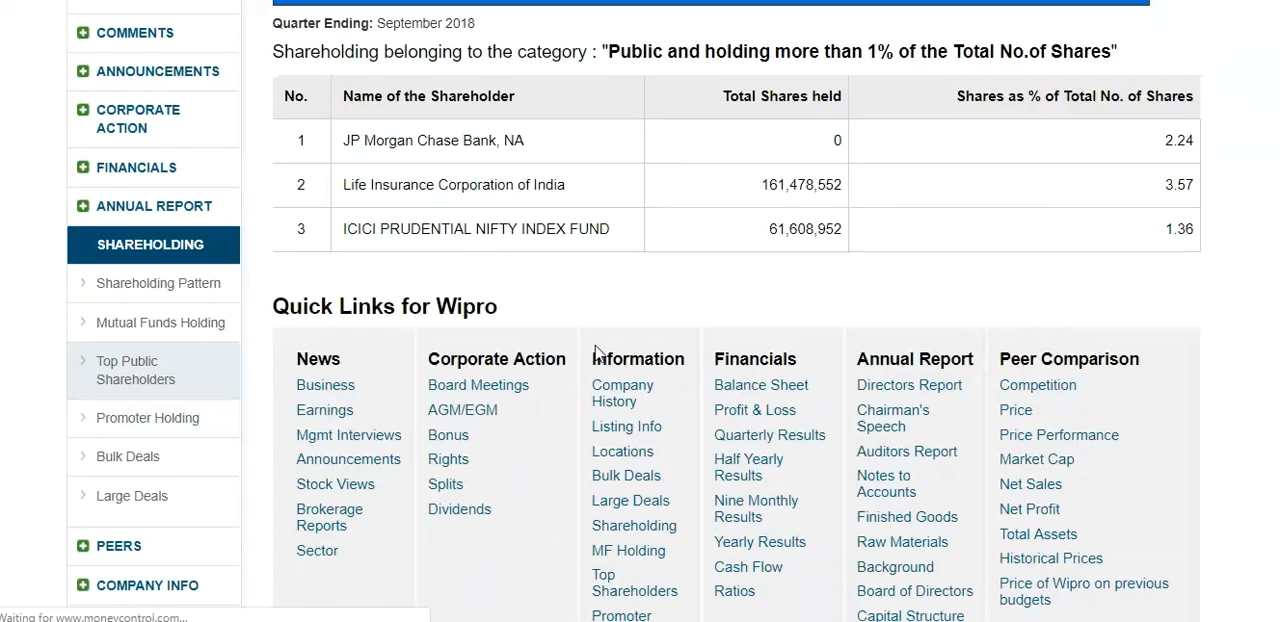 COMMENTS
ANNOUNCEMENTS
CORPORATE
ACTION
FINANCIALS
ANNUAL REPORT
SHAREHOLDING
Shareholding Pattern
Mutual Funds Holding
Top Public
Shareholders
Promoter Holding
Bulk Deals
Large Deals
PEERS
COMPANY INFO
Quarter Ending: September 2018
Shareholding belonging to the category : "Public and holding more than 1% of the Total No.of Shares"
No. Name of the Shareholder Total Shares held Shares as % of Total No. of Shares
1 JP Morgan Chase Bank, NA 0 2.24
2 Life Insurance Corporation of India 161,478,552 3.57
3 ICICI PRUDENTIAL NIFTY INDEX FUND 61,608,952 1.36
Quick Links for Wipro
News
Business
Earnings
Mgmt Interviews
Announcements
Stock Views
Brokerage
Reports
Sector
Corporate Action
Board Meetings
AGM/EGM
Bonus
Rights
Splits
Dividends
Information
Company
History
Listing Info
Locations
Bulk Deals
Large Deals
Shareholding
MF Holding
Top
Shareholders
Promoter
Financials
Balance Sheet
Profit & Loss
Quarterly Results
Half Yearly
Results
Nine Monthly
Results
Yearly Results
Cash Flow
Ratios
Annual Report
Directors Report
Chairman's
Speech
Auditors Report
Notes to
Accounts
Finished Goods
Raw Materials
Background
Board of Directors
Capital Structure
Peer Comparison
Competition
Price
Price Performance
Market Cap
Net Sales
Net Profit
Total Assets
Historical Prices
Price of Wipro on previous
budgets
Waiting for www.moneycontrol.com...